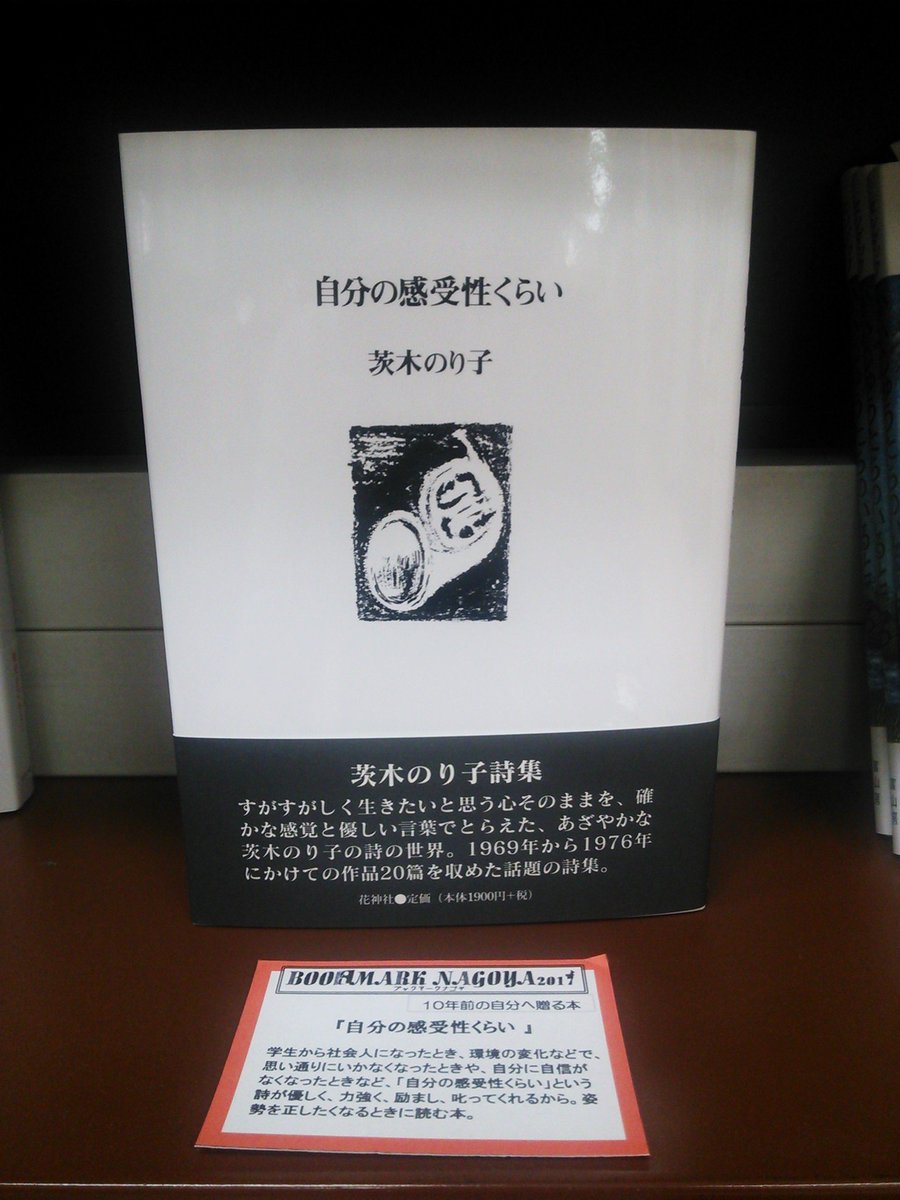 自分の感受性くらい
茨木のり子
茨木のり子詩集
すがすがしく生きたいと思う心そのままを、確
かな感覚と優しい言葉でとらえた、あざやかな
茨木のり子の詩の世界。1969年から1976年
にかけての作品20篇を収めた話題の詩集。
花神社●定価（本体1900円+税）
BOOKMARK NAGOYA 2017
ブックマークナゴヤ
10年前の自分へ贈る本
『自分の感受性くらい 』
学生から社会人になったとき、環境の変化などで、
思い通りにいかなくなったときや、自分に自信が
なくなったときなど、「自分の感受性くらい」という
詩が優しく、力強く、励まし、叱ってくれるから。姿
勢を正したくなるときに読む本。